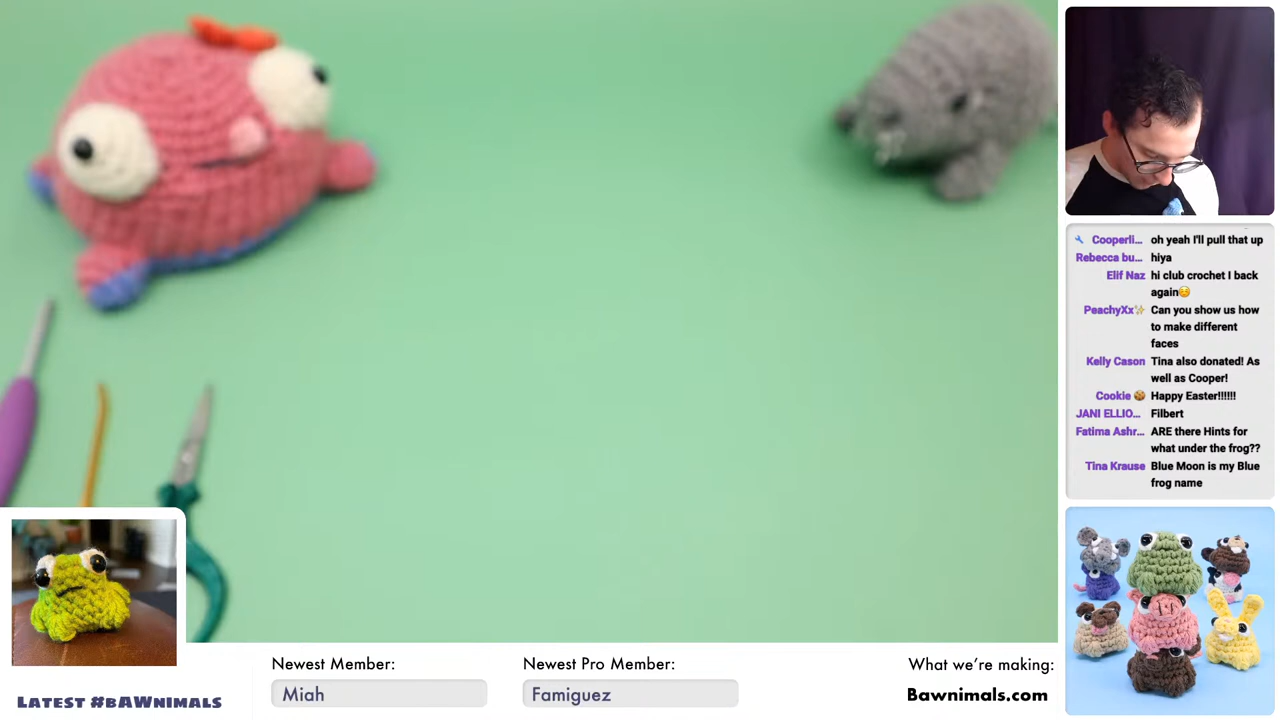 Cooperli... oh yeah I'll pull that up
Rebecca bu... hiya
Elif Naz hi club crochet I back
again☺️
PeachyXx✨ Can you show us how
to make different
faces
Kelly Cason Tina also donated! As
well as Cooper!
Cookie 🍪 Happy Easter!!!!!!
JANI ELLIO... Filbert
Fatima Ashr... ARE there Hints for
what under the frog??
Tina Krause Blue Moon is my Blue
frog name
Newest Member:
Miah
Newest Pro Member:
Famiguez
What we're making:
Bawnimals.com
Latest #bAWnimals